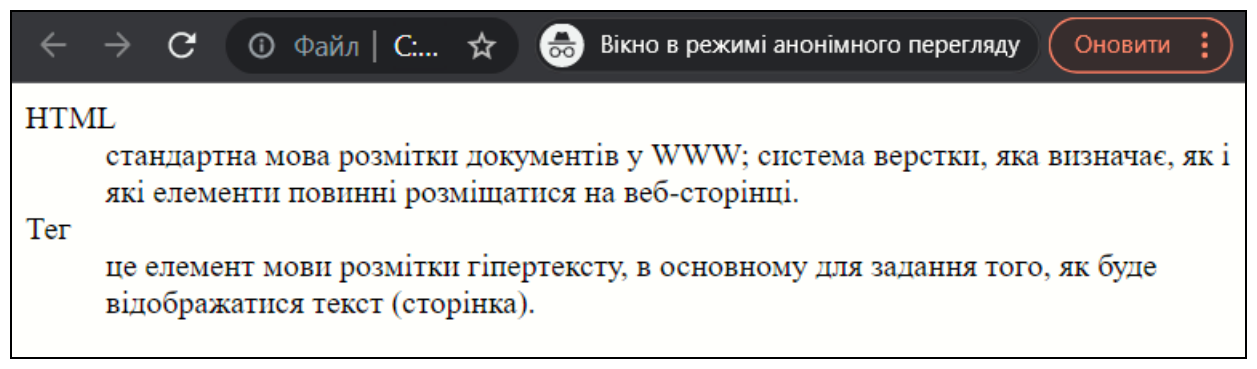 Файл | C:... Вікно в режимі анонімного перегляду Оновити
HTML
стандартна мова розмітки документів у WWW; система верстки, яка визначає, як і
які елементи повинні розміщатися на веб-сторінці.
Тег
це елемент мови розмітки гіпертексту, в основному для задання того, як буде
відображатися текст (сторінка).